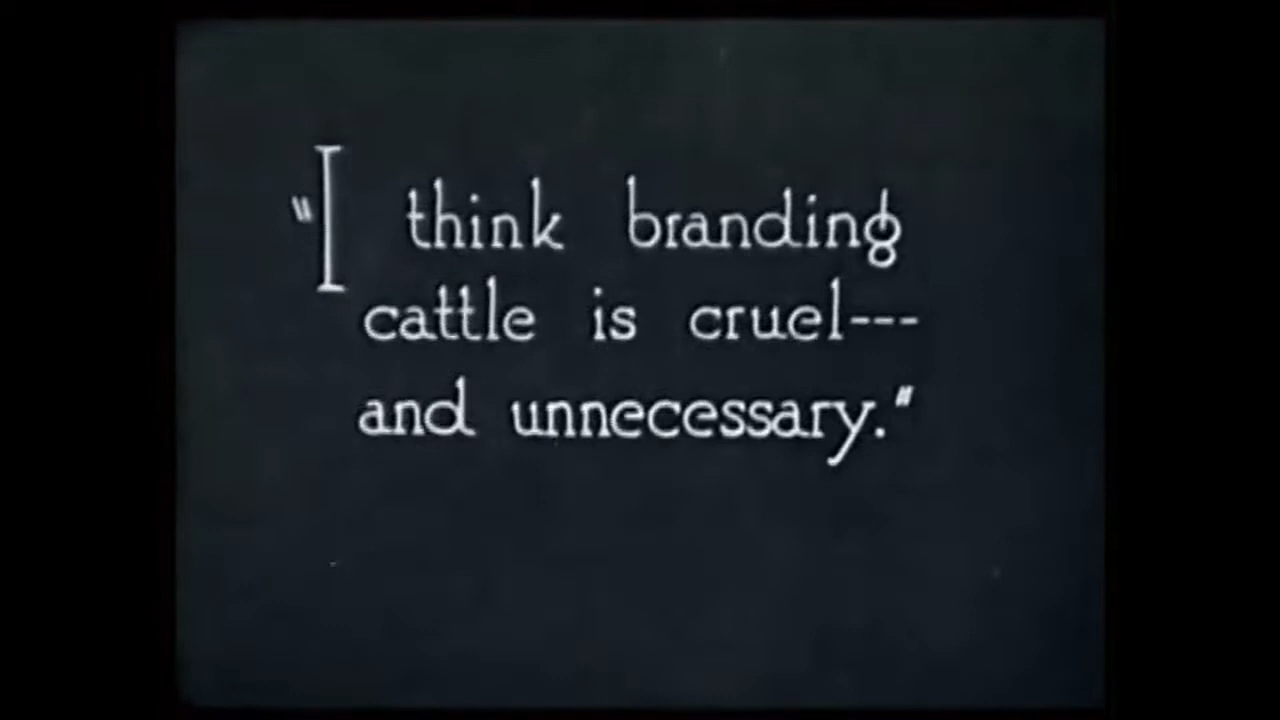 "I think branding
cattle is cruel---
and unnecessary."